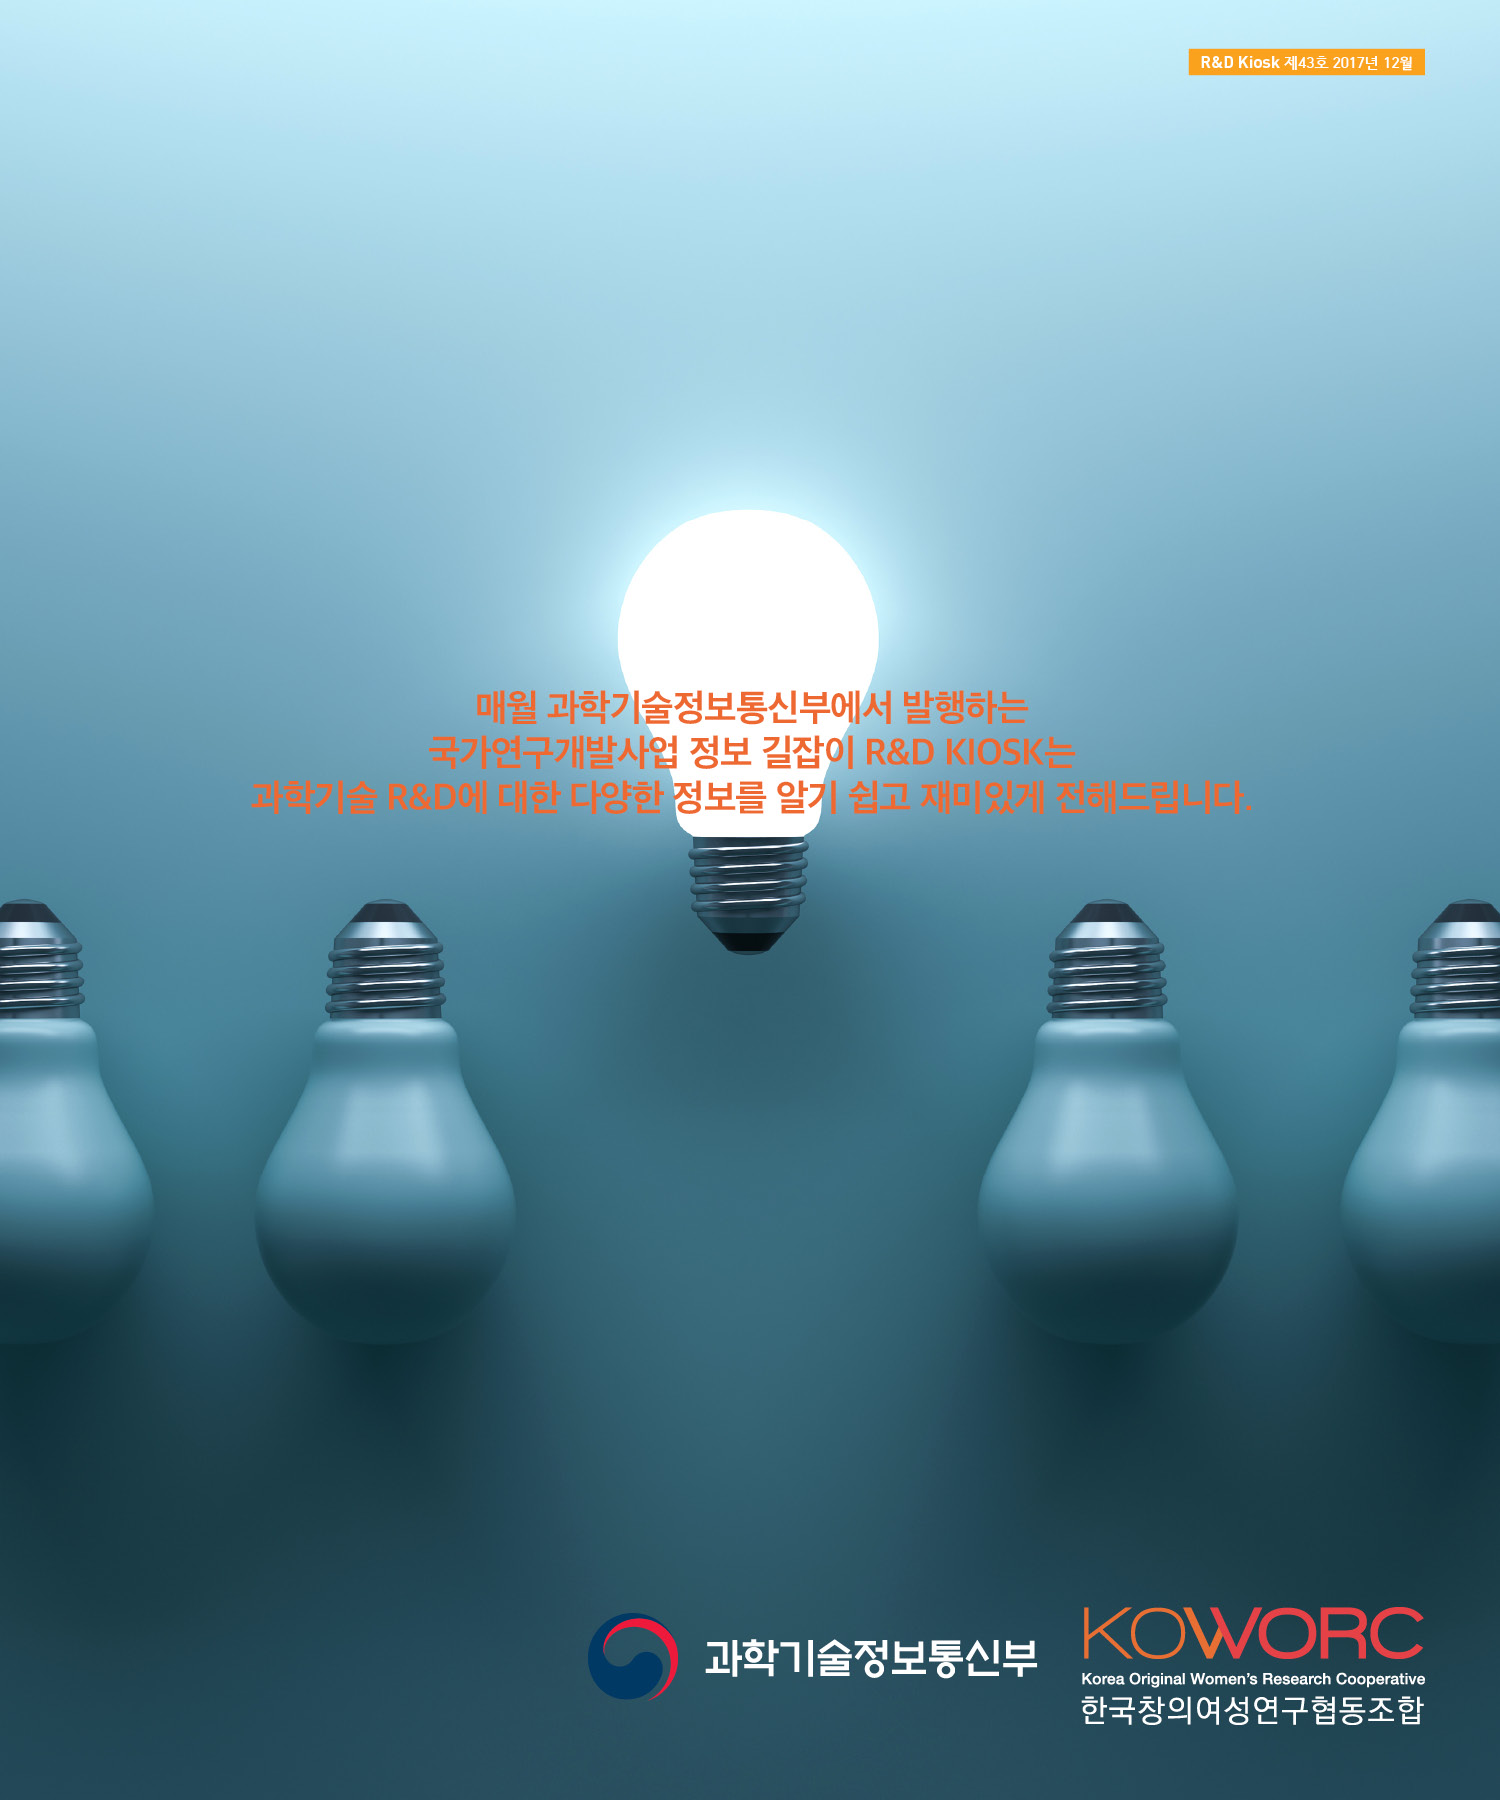 R&D Kiosk 제43호 2017년 12월
매월 과학기술정보통신부에서 발행하는
국가연구개발사업 정보 길잡이 R&D KIOSK는
과학기술 R&D에 대한 다양한 정보를 알기 쉽고 재미있게 전해드립니다.
과학기술정보통신부
KOWORC
Korea Original Women's Research Cooperative
한국창의여성연구협동조합